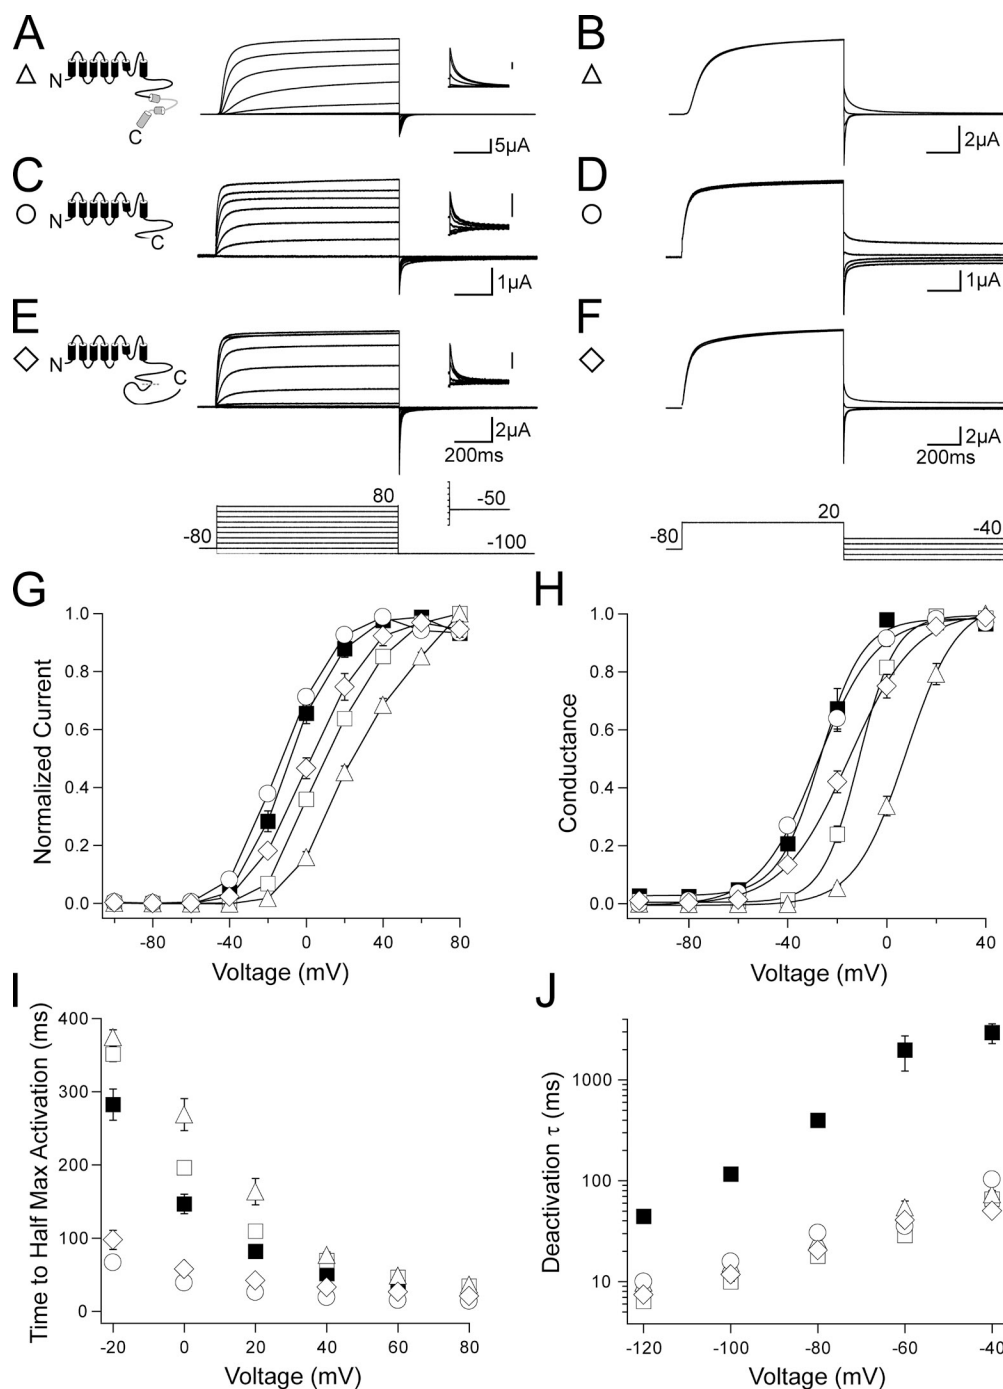 A
B
N
C
5μA
2μA
C
D
N
C
1μA
1μA
E
F
N
C
2μA
200ms
2μA
200ms
80
-50
-80
-100
20
-40
-80
G
H
1.0
0.8
0.6
0.4
0.2
0.0
Normalized Current
-80
-40
0
40
80
Voltage (mV)
1.0
0.8
0.6
0.4
0.2
0.0
Conductance
-80
-40
0
40
Voltage (mV)
I
J
400
300
200
100
0
Time to Half Max Activation (ms)
-20
0
20
40
60
80
Voltage (mV)
1000
100
10
Deactivation τ (ms)
-120
-100
-80
-60
-40
Voltage (mV)